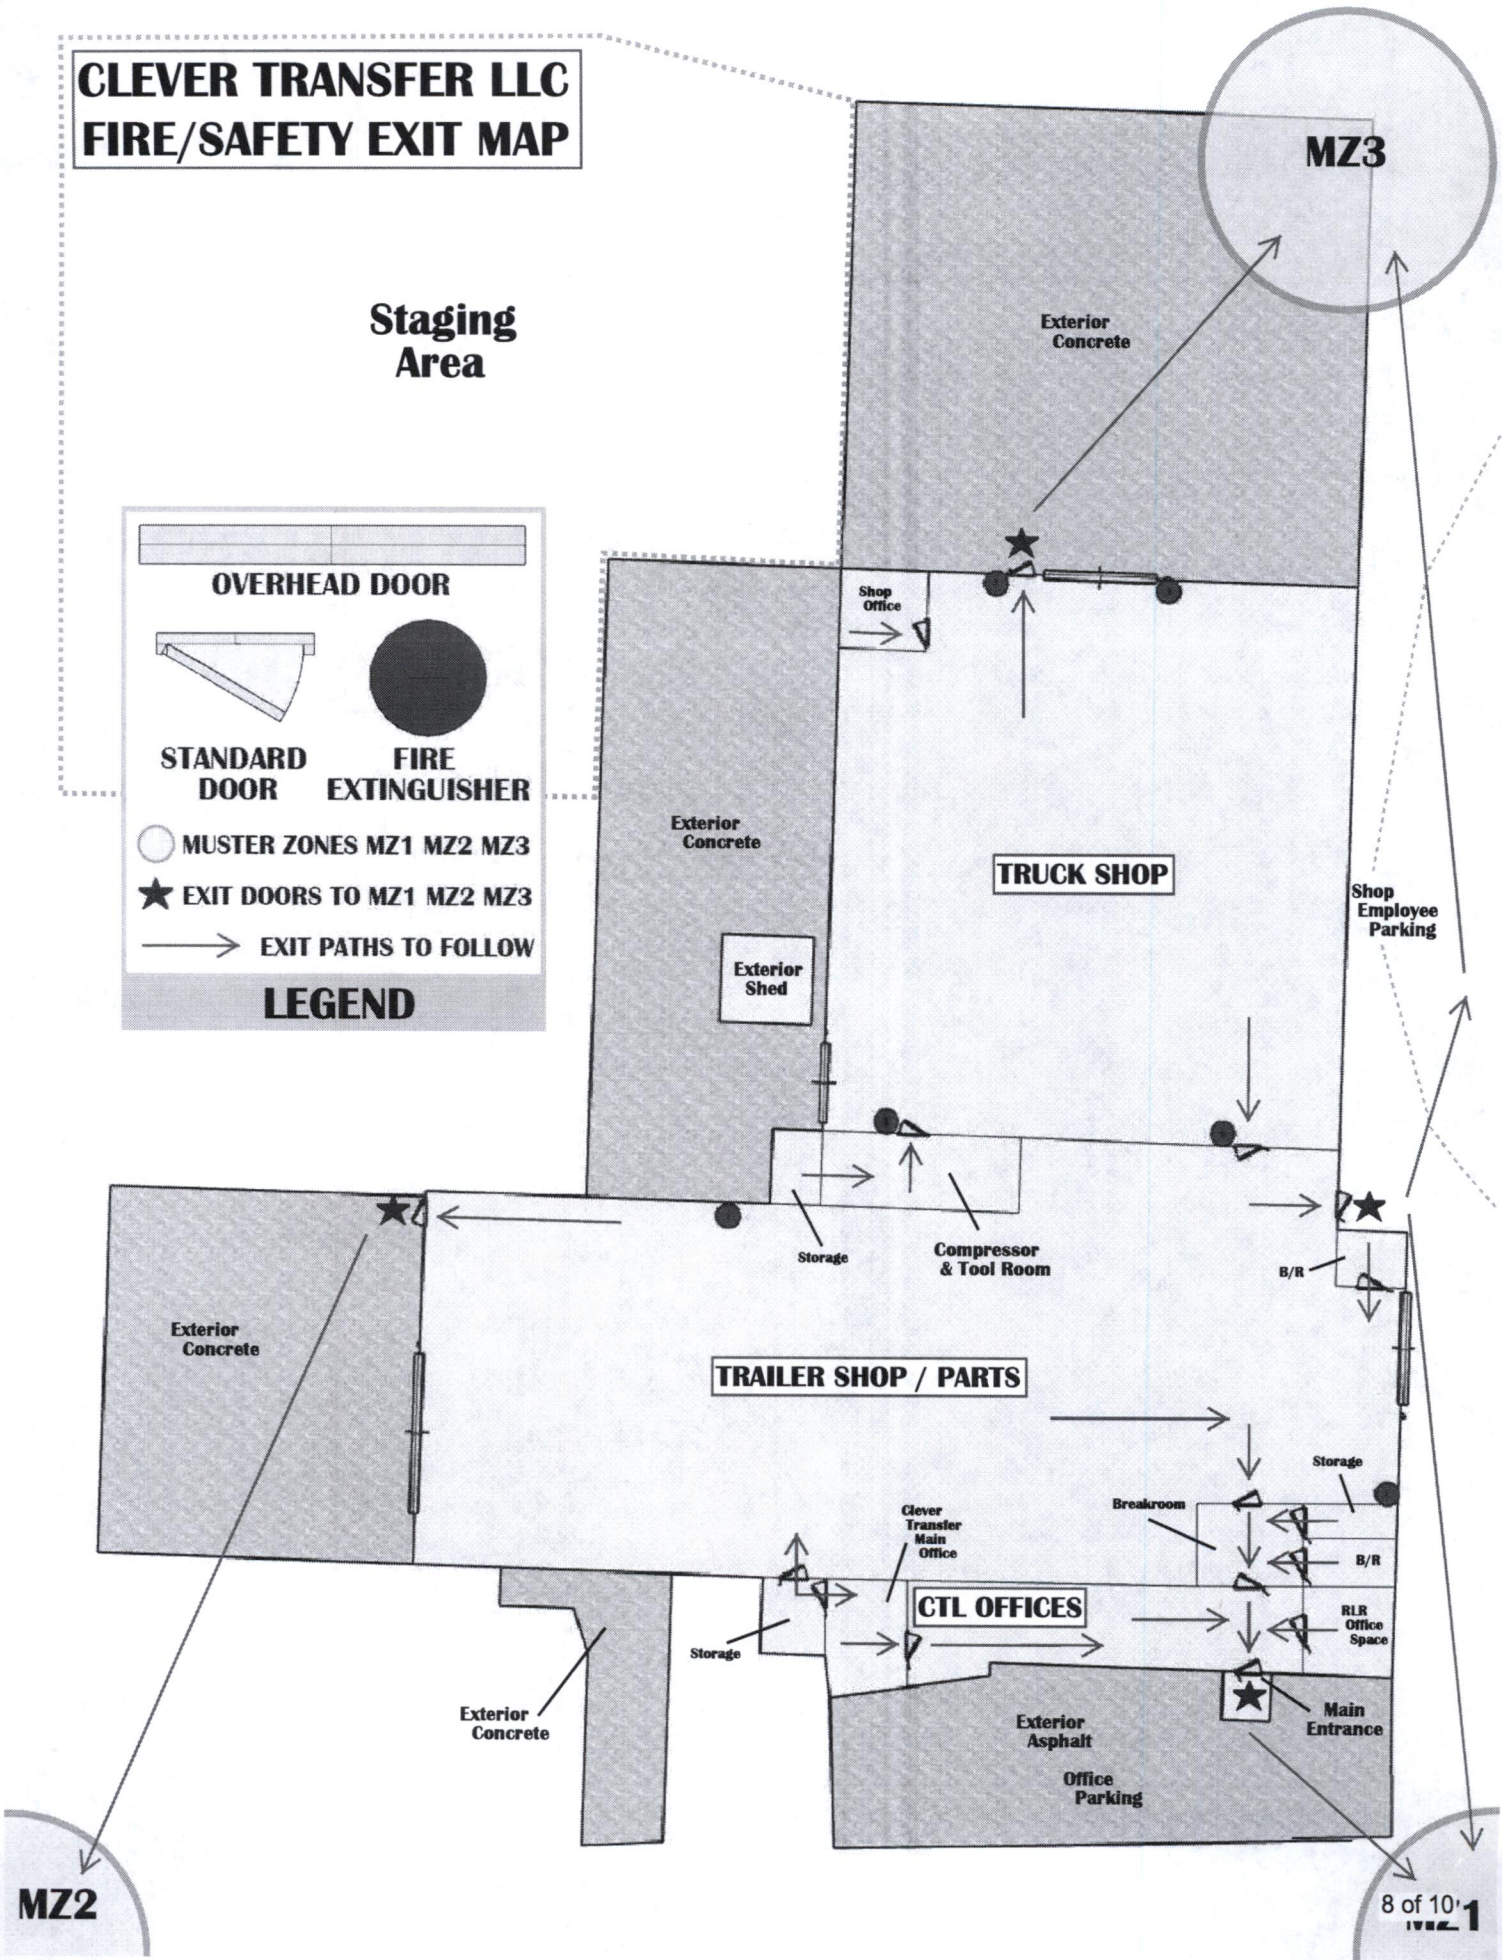 CLEVER TRANSFER LLC
FIRE/SAFETY EXIT MAP
MZ3
Staging
Area
Exterior
Concrete
OVERHEAD DOOR
STANDARD
DOOR
FIRE
EXTINGUISHER
MUSTER ZONES MZ1 MZ2 MZ3
EXIT DOORS TO MZ1 MZ2 MZ3
EXIT PATHS TO FOLLOW
LEGEND
Shop
Office
Exterior
Concrete
TRUCK SHOP
Shop
Employee
Parking
Exterior
Shed
Storage
Compressor
& Tool Room
B/R
Exterior
Concrete
TRAILER SHOP / PARTS
Storage
Breakroom
Clever
Transfer
Main
Office
B/R
CTL OFFICES
RLR
Office
Space
Storage
Exterior
Concrete
Main
Entrance
Exterior
Asphalt
Office
Parking
MZ2
8 of 10
MZ1